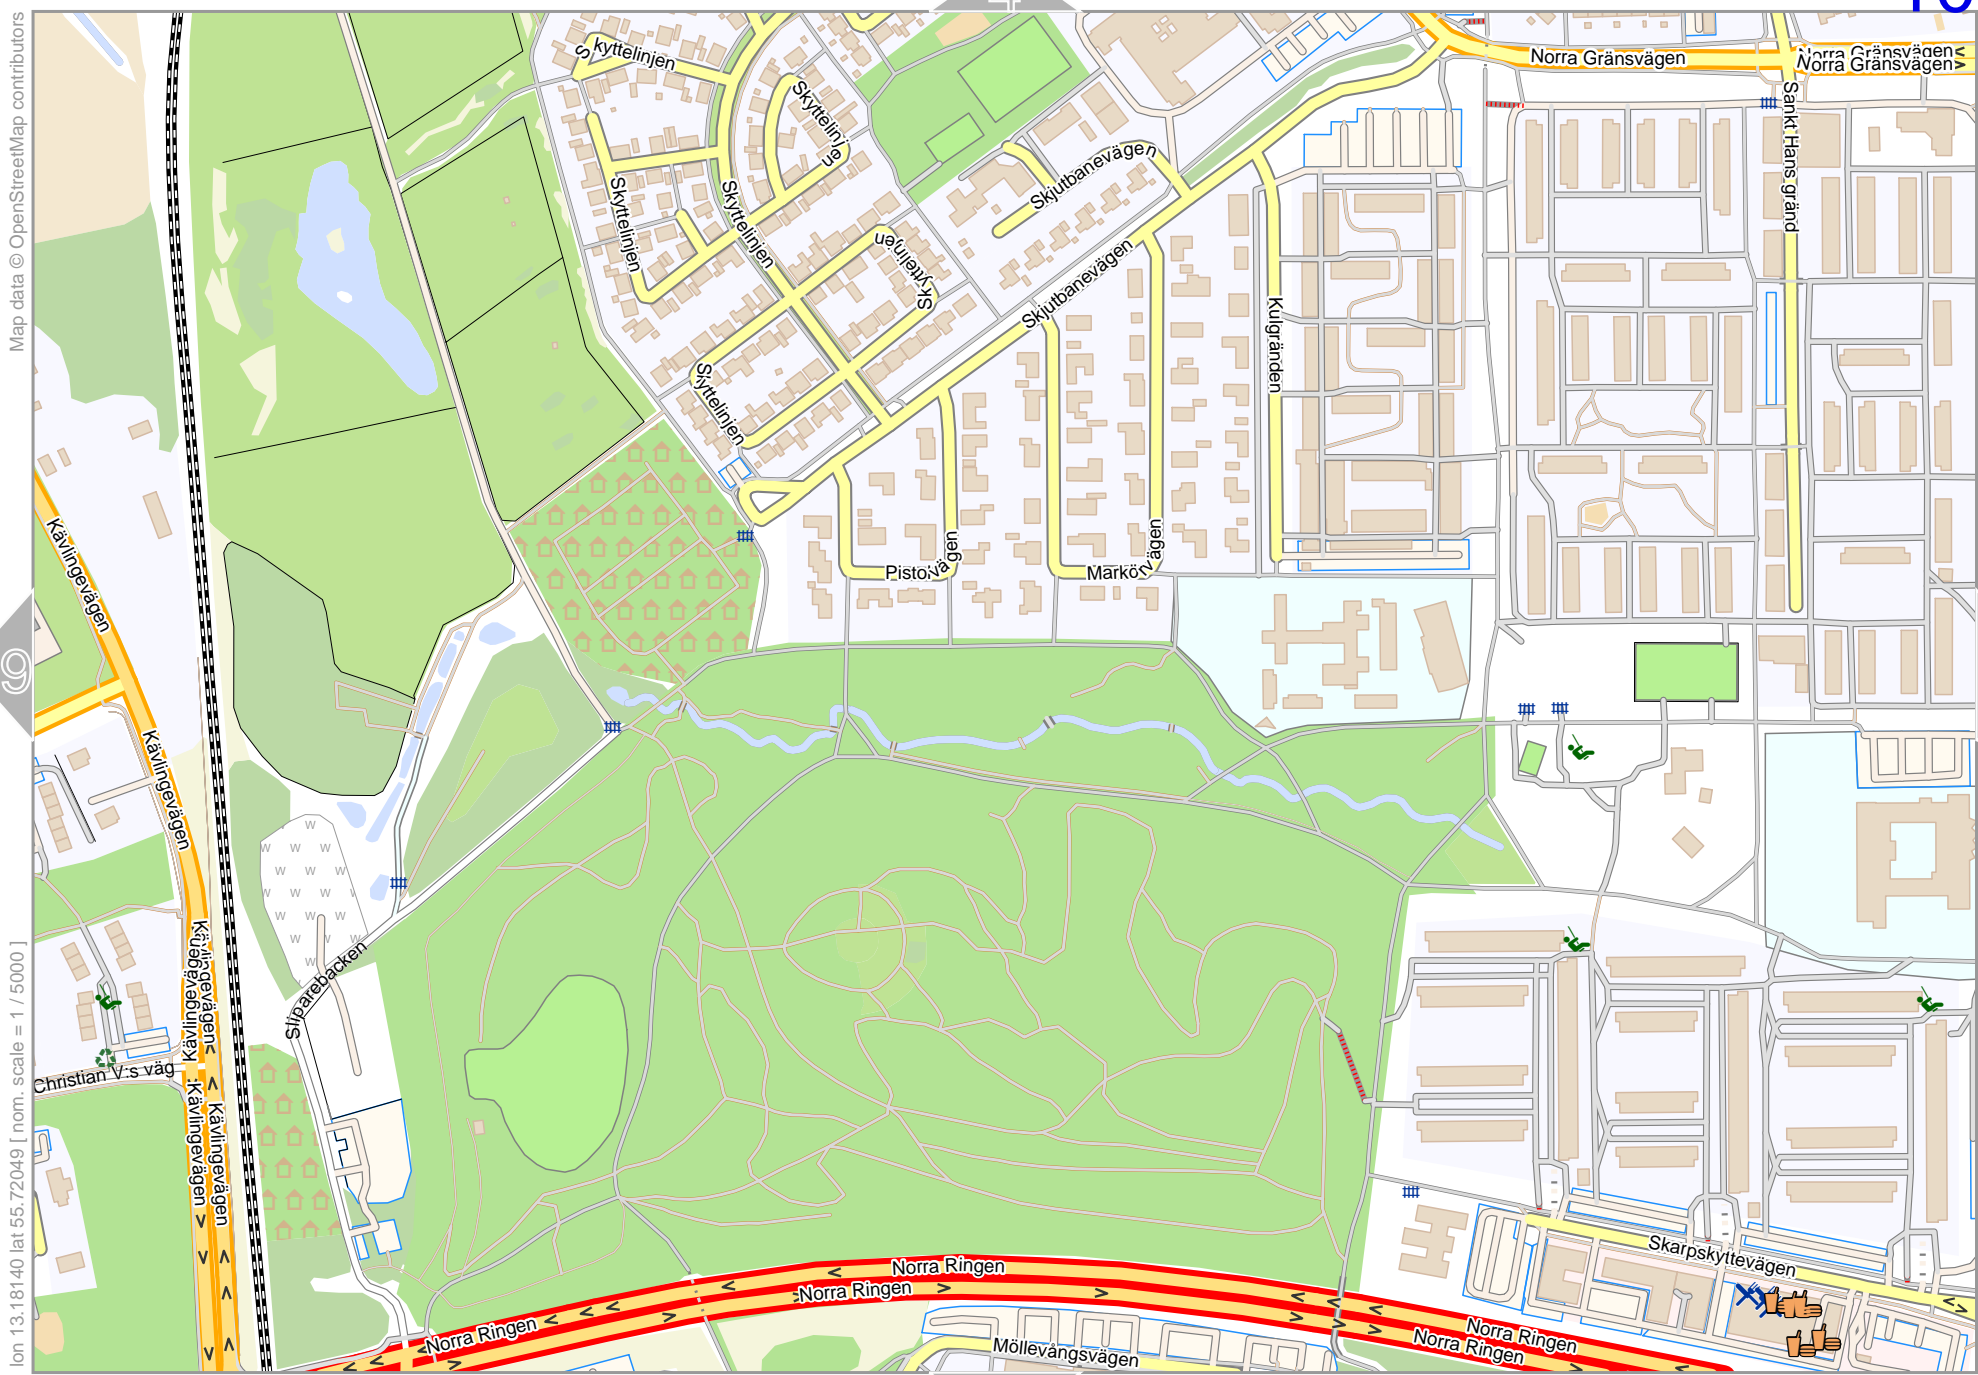 Map data © OpenStreetMap contributors
lon 13.18140 lat 55.72049 [ nom. scale = 1 / 5000 ]
9
Skyttelinjen
Skyttelinjen
Skyttelinjen
Skyttelinjen
Skyttelinjen
Skyttelinjen
Skjutbanevägen
Skjutbanevägen
Norra Gränsvägen
Norra Gränsvägen
Norra Gränsvägen
Sankt Hans gränd
Kulgränden
Pistolvägen
Markörvägen
Kävlingevägen
Kävlingevägen
Kävlingevägen
Kävlingevägen
Kävlingevägen
Kävlingevägen
Sliparebacken
Christian V:s väg
Skarpskyttevägen
Norra Ringen
Norra Ringen
Norra Ringen
Norra Ringen
Norra Ringen
Möllevångsvägen